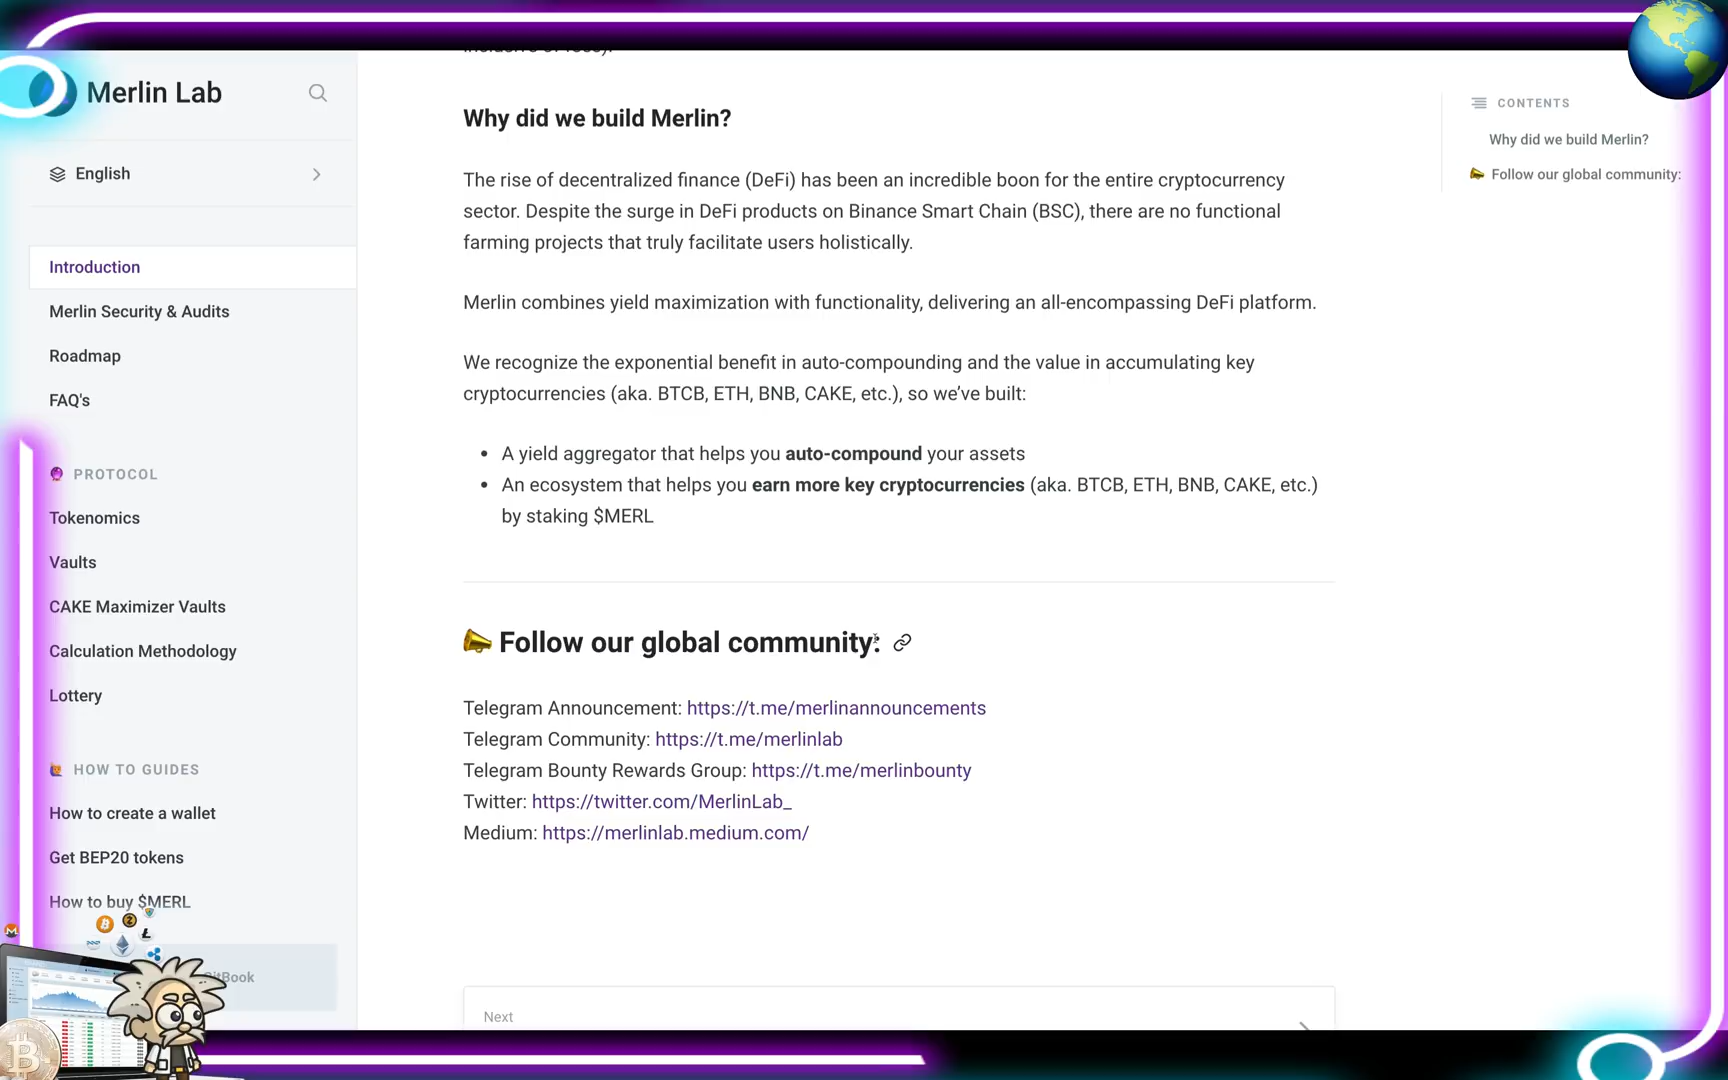 Merlin Lab
English
Introduction
Merlin Security & Audits
Roadmap
FAQ's
PROTOCOL
Tokenomics
Vaults
CAKE Maximizer Vaults
Calculation Methodology
Lottery
HOW TO GUIDES
How to create a wallet
Get BEP20 tokens
How to buy $MERL
GitBook
Why did we build Merlin?
The rise of decentralized finance (DeFi) has been an incredible boon for the entire cryptocurrency
sector. Despite the surge in DeFi products on Binance Smart Chain (BSC), there are no functional
farming projects that truly facilitate users holistically.
Merlin combines yield maximization with functionality, delivering an all-encompassing DeFi platform.
We recognize the exponential benefit in auto-compounding and the value in accumulating key
cryptocurrencies (aka. BTCB, ETH, BNB, CAKE, etc.), so we’ve built:
• A yield aggregator that helps you auto-compound your assets
• An ecosystem that helps you earn more key cryptocurrencies (aka. BTCB, ETH, BNB, CAKE, etc.)
by staking $MERL
Follow our global community:
Telegram Announcement: https://t.me/merlinannouncements
Telegram Community: https://t.me/merlinlab
Telegram Bounty Rewards Group: https://t.me/merlinbounty
Twitter: https://twitter.com/MerlinLab_
Medium: https://merlinlab.medium.com/
Next
CONTENTS
Why did we build Merlin?
Follow our global community: